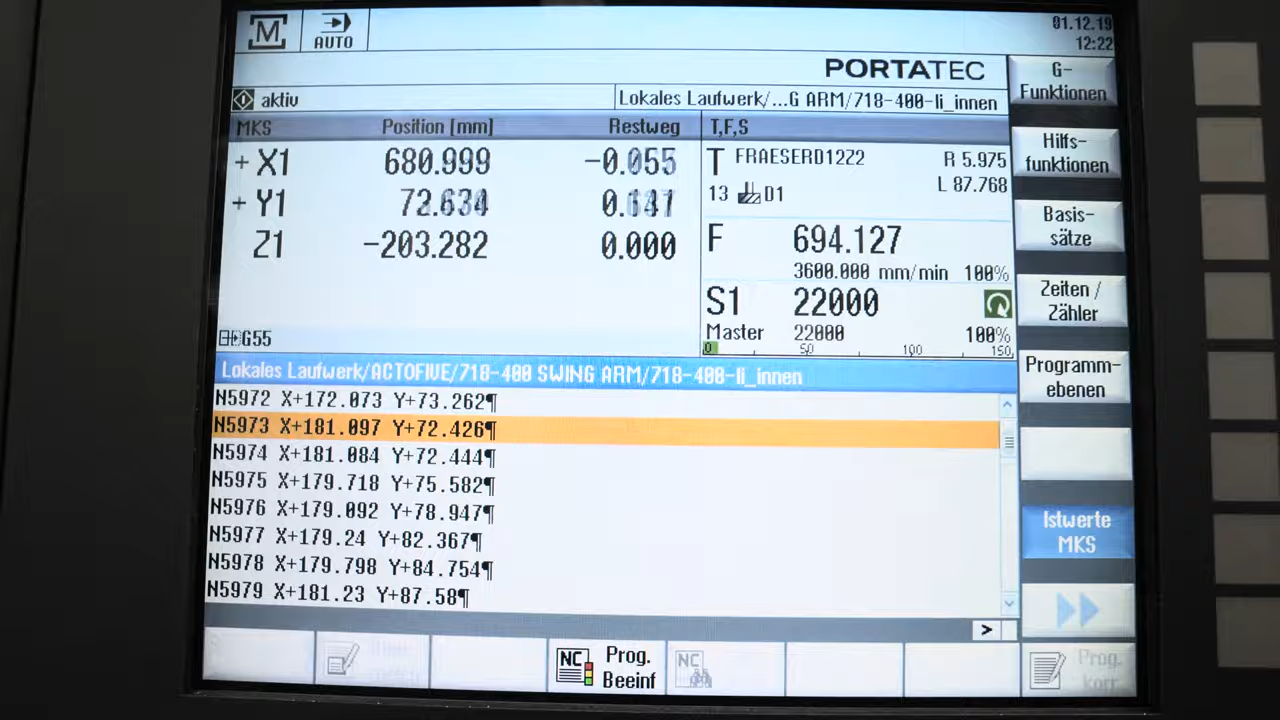 M
AUTO
01.12.19
12:22
PORTATEC
aktiv
Lokales Laufwerk/...G ARM/718-400-li_innen
MKS Position [mm] Restweg
T,F,S
+ X1 680.999 -0.055
+ Y1
Z1 -203.282 0.000
T FRAESERD12Z2 R 5.975
13 D1 L 87.768
F 694.127
3600.000 mm/min 100%
S1 22000
Master 22000 100%
0 50 100 150
G55
Lokales Laufwerk/ACTOFIVE/718-400 SWING ARM/718-400-li_innen
N5972 X+172.073 Y+73.262¶
N5973 X+181.097 Y+72.426¶
N5974 X+181.084 Y+72.444¶
N5975 X+179.718 Y+75.582¶
N5976 X+179.092 Y+78.947¶
N5977 X+179.24 Y+82.367¶
N5978 X+179.798 Y+84.754¶
N5979 X+181.23 Y+87.58¶
>
G-
Funktionen
Hilfs-
funktionen
Basis-
sätze
Zeiten /
Zähler
Programm-
ebenen
Istwerte
MKS
NC Prog.
Beeinf
NC
Prog.
korr.